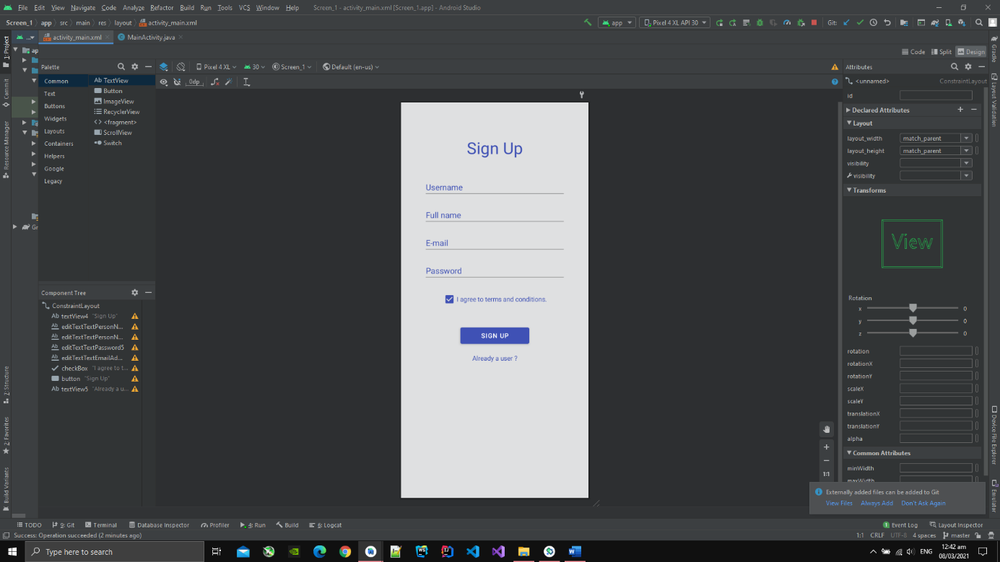 File Edit View Navigate Code Analyze Refactor Build Run Tools VCS Window Help Screen_1 - activity_main.xml [Screen_1.app] - Android Studio
Screen_1 app src main res layout activity_main.xml app Pixel 4 XL API 30 Git:
... activity_main.xml MainActivity.java
1: Project
Commit
Resource Manager
Z: Structure
2: Favorites
Build Variants
ap
Gr
Code Split Design
Palette
Common
Text
Buttons
Widgets
Layouts
Containers
Helpers
Google
Legacy
Ab TextView
Button
ImageView
RecyclerView
<> <fragment>
ScrollView
Switch
Pixel 4 XL 30 Screen_1 Default (en-us)
0dp
Component Tree
ConstraintLayout
Ab textView4 "Sign Up"
Ab editTextTextPersonN...
Ab editTextTextPersonN...
Ab editTextTextPassword5
Ab editTextTextEmailAd...
checkBox "I agree to t...
button "Sign Up"
Ab textView5 "Already a u...
Sign Up
Username
Full name
E-mail
Password
I agree to terms and conditions.
SIGN UP
Already a user ?
1:1
Attributes
<unnamed> ConstraintLayout
id
Declared Attributes
Layout
layout_width match_parent
layout_height match_parent
visibility
visibility
Transforms
View
Rotation
x 0
y 0
z 0
rotation
rotationX
rotationY
scaleX
scaleY
translationX
translationY
alpha
Common Attributes
minWidth
maxWidth
Externally added files can be added to Git
View Files Always Add Don't Ask Again
Gradle
Layout Validation
Device File Explorer
Emulator
TODO 9: Git Terminal Database Inspector Profiler 4: Run Build 6: Logcat 1 Event Log Layout Inspector
Success: Operation succeeded (2 minutes ago) 1:1 CRLF UTF-8 4 spaces master
Type here to search
ENG
12:42 am
08/03/2021